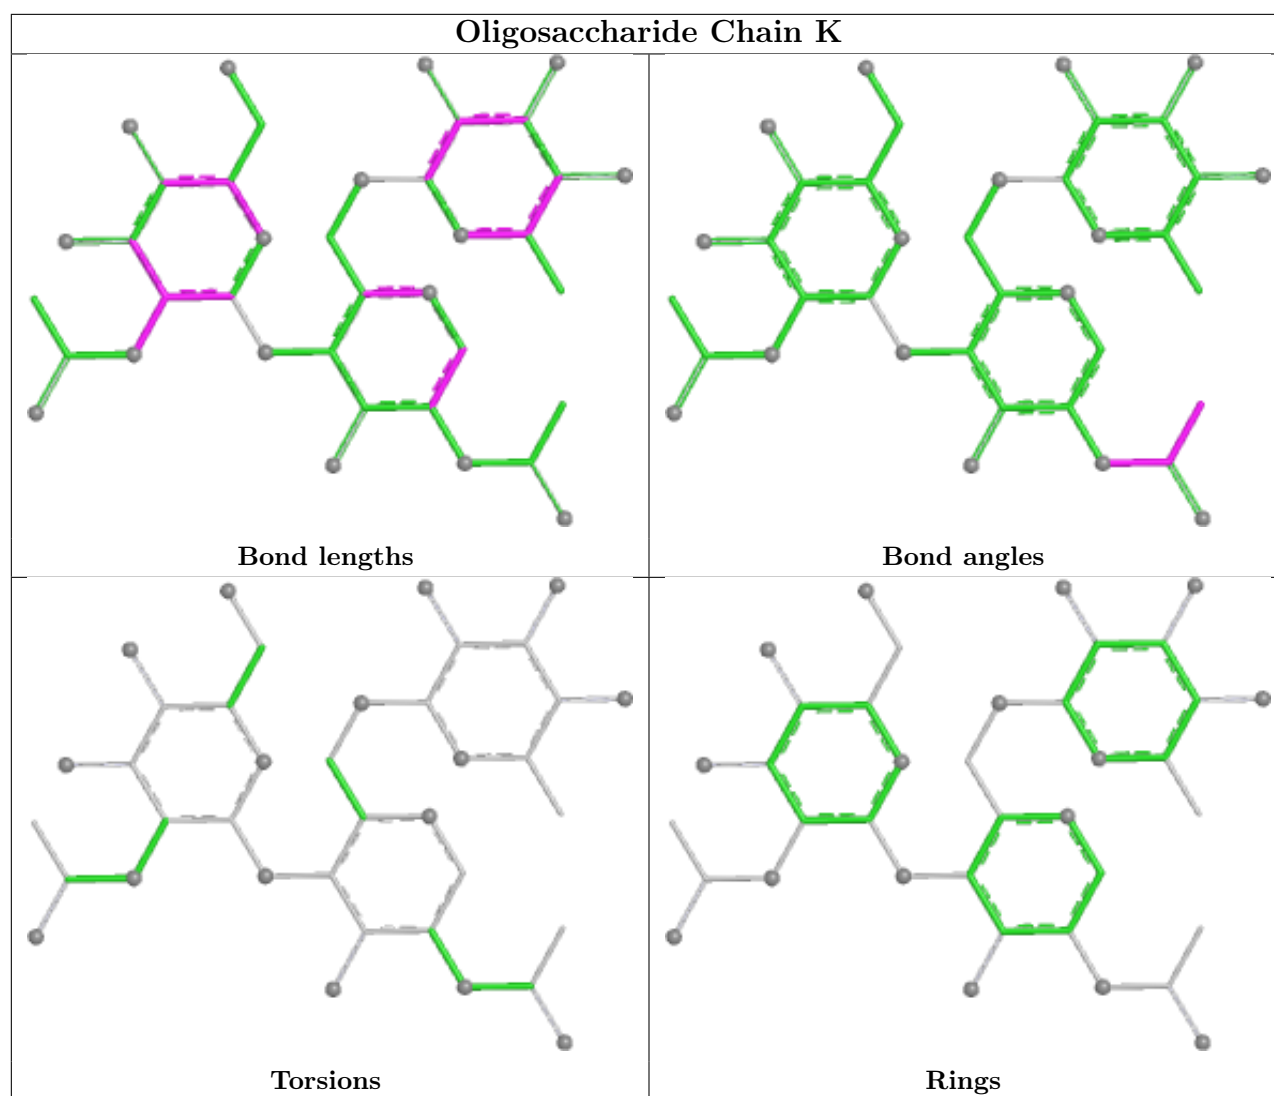 Oligosaccharide Chain K
Bond lengths
Bond angles
Torsions
Rings